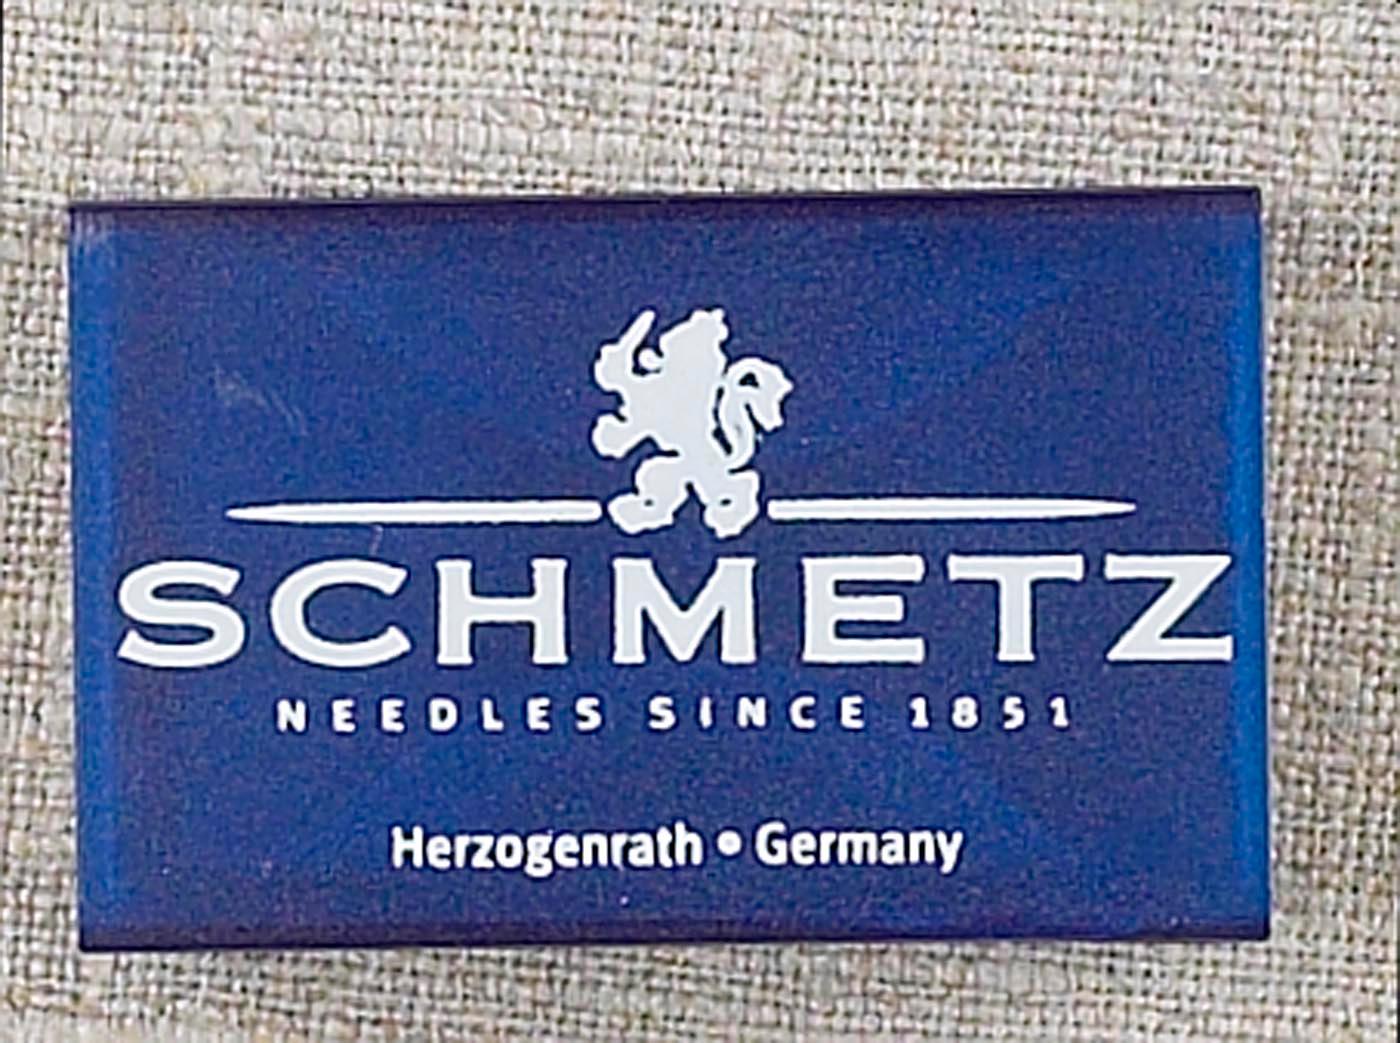 SCHMETZ
NEEDLES SINCE 1851
Herzogenrath • Germany